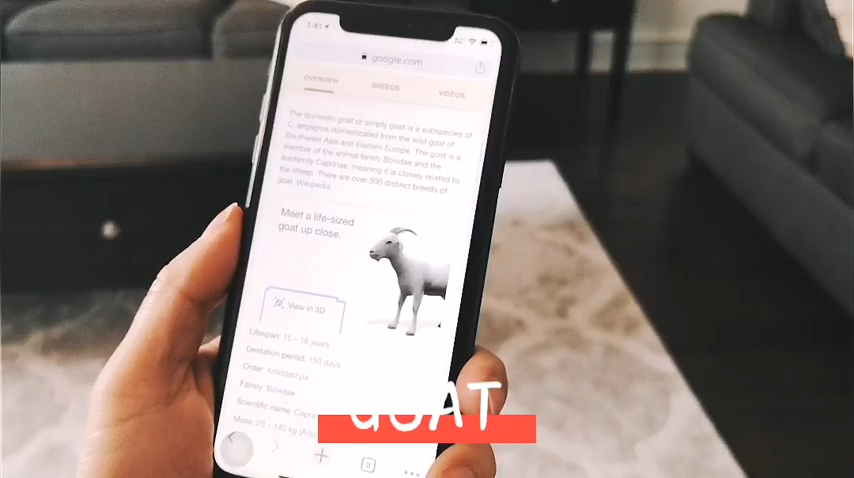 5:41
google.com
OVERVIEW BREEDS VIDEOS
The domestic goat or simply goat is a subspecies of
C. aegagrus domesticated from the wild goat of
Southwest Asia and Eastern Europe. The goat is a
member of the animal family Bovidae and the
subfamily Caprinae, meaning it is closely related to
the sheep. There are over 300 distinct breeds of
goat. Wikipedia
Meet a life-sized
goat up close.
View in 3D
Lifespan: 15 – 18 years
Gestation period: 150 days
Order: Artiodactyla
Family: Bovidae
Scientific name:
Mass: 20 – 140 kg
GOAT